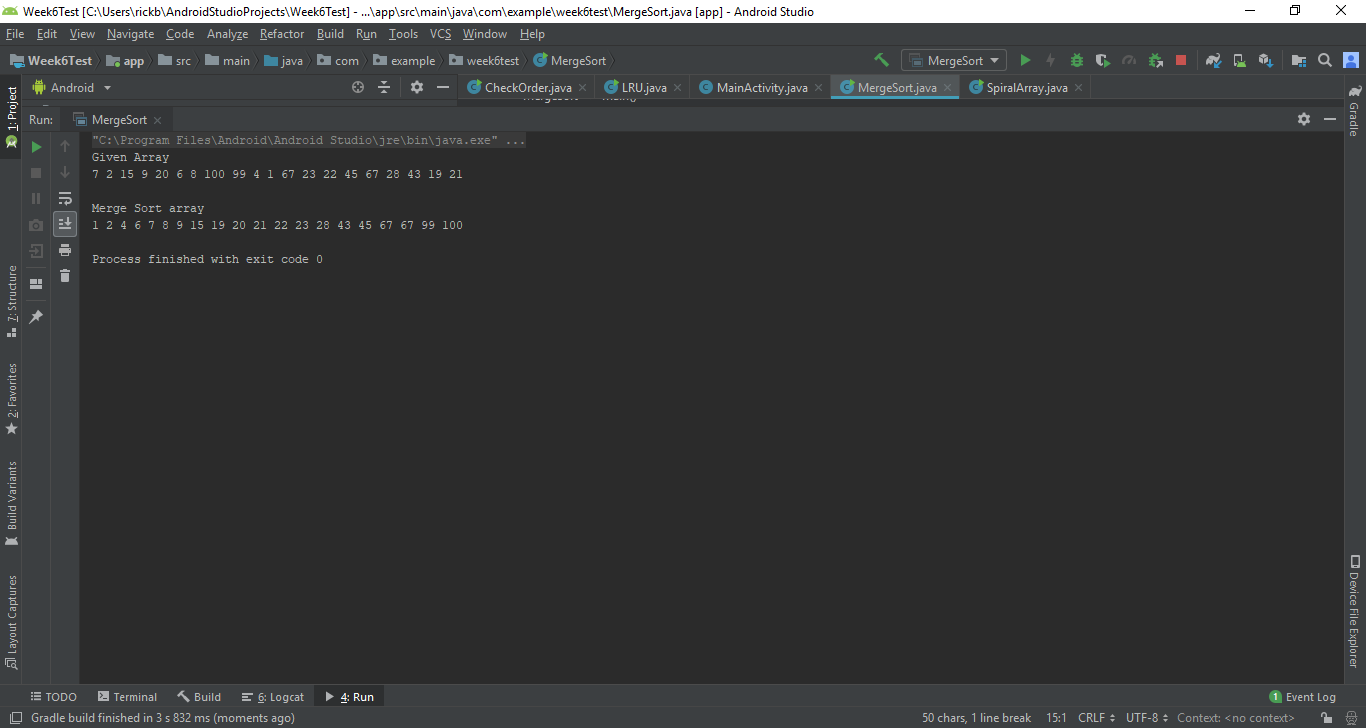 Week6Test [C:\Users\rickb\AndroidStudioProjects\Week6Test] - ...\app\src\main\java\com\example\week6test\MergeSort.java [app] - Android Studio
File Edit View Navigate Code Analyze Refactor Build Run Tools VCS Window Help
Week6Test app src main java com example week6test MergeSort MergeSort
Android CheckOrder.java LRU.java MainActivity.java MergeSort.java SpiralArray.java
Run: MergeSort
"C:\Program Files\Android\Android Studio\jre\bin\java.exe" ...
Given Array
7 2 15 9 20 6 8 100 99 4 1 67 23 22 45 67 28 43 19 21
Merge Sort array
1 2 4 6 7 8 9 15 19 20 21 22 23 28 43 45 67 67 99 100
Process finished with exit code 0
1: Project
7: Structure
2: Favorites
Build Variants
Layout Captures
Gradle
Device File Explorer
TODO Terminal Build 6: Logcat 4: Run 1 Event Log
Gradle build finished in 3 s 832 ms (moments ago) 50 chars, 1 line break 15:1 CRLF UTF-8 Context: <no context>